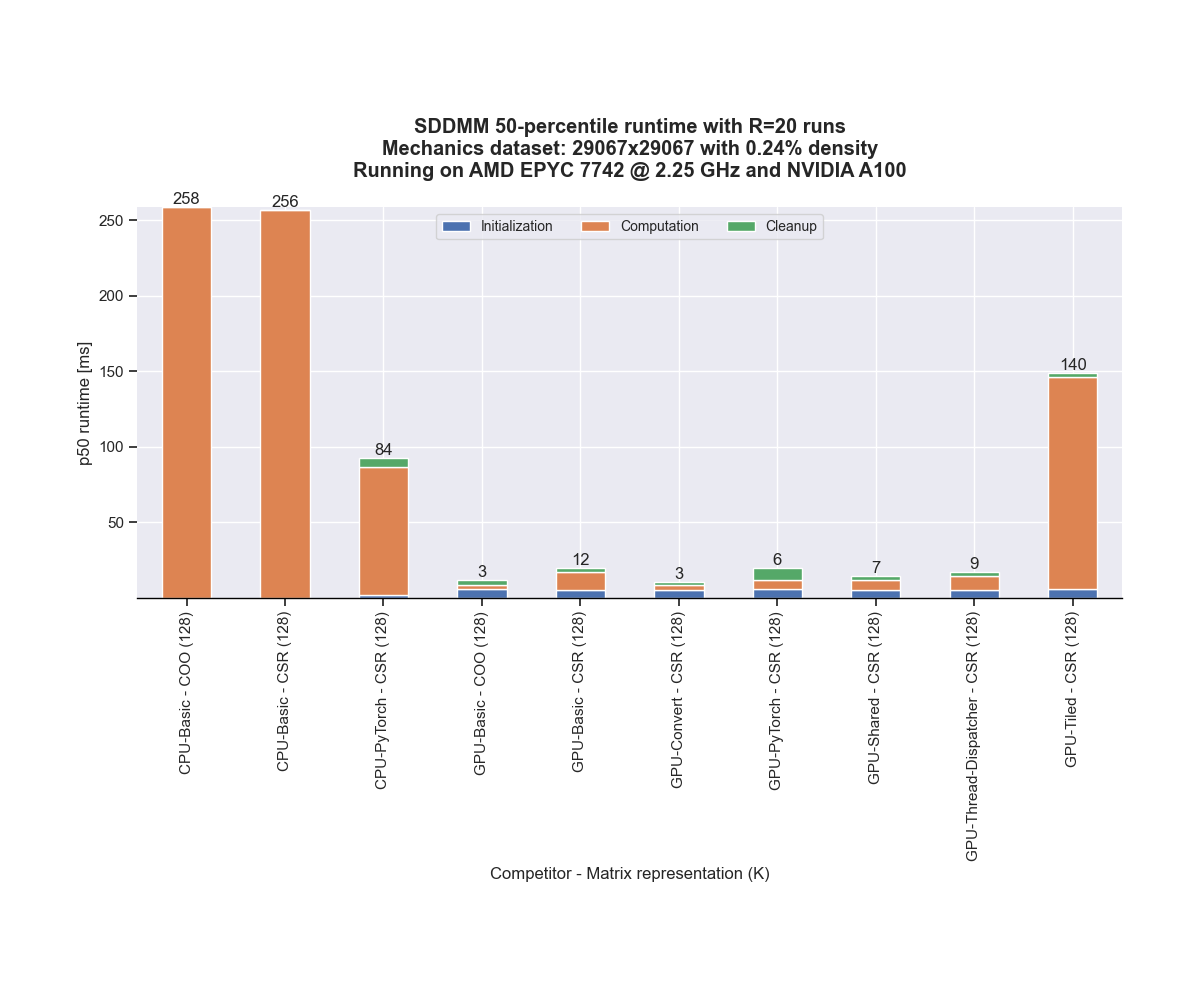 SDDMM 50-percentile runtime with R=20 runs
Mechanics dataset: 29067x29067 with 0.24% density
Running on AMD EPYC 7742 @ 2.25 GHz and NVIDIA A100
258
256
84
3
12
3
6
7
9
140
Initialization
Computation
Cleanup
250
200
150
100
50
p50 runtime [ms]
CPU-Basic - COO (128)
CPU-Basic - CSR (128)
CPU-PyTorch - CSR (128)
GPU-Basic - COO (128)
GPU-Basic - CSR (128)
GPU-Convert - CSR (128)
GPU-PyTorch - CSR (128)
GPU-Shared - CSR (128)
GPU-Thread-Dispatcher - CSR (128)
GPU-Tiled - CSR (128)
Competitor - Matrix representation (K)